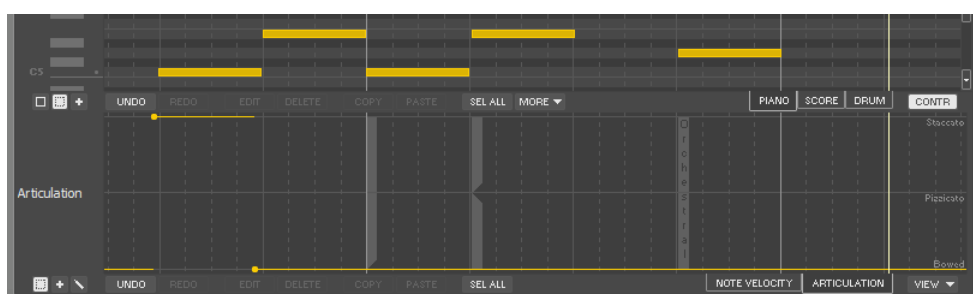 C5
UNDO REDO EDIT DELETE COPY PASTE SEL ALL MORE PIANO SCORE DRUM CONTR
Staccato
Orchestral
Articulation
Pizzicato
Bowed
UNDO REDO EDIT DELETE COPY PASTE SEL ALL NOTE VELOCITY ARTICULATION VIEW